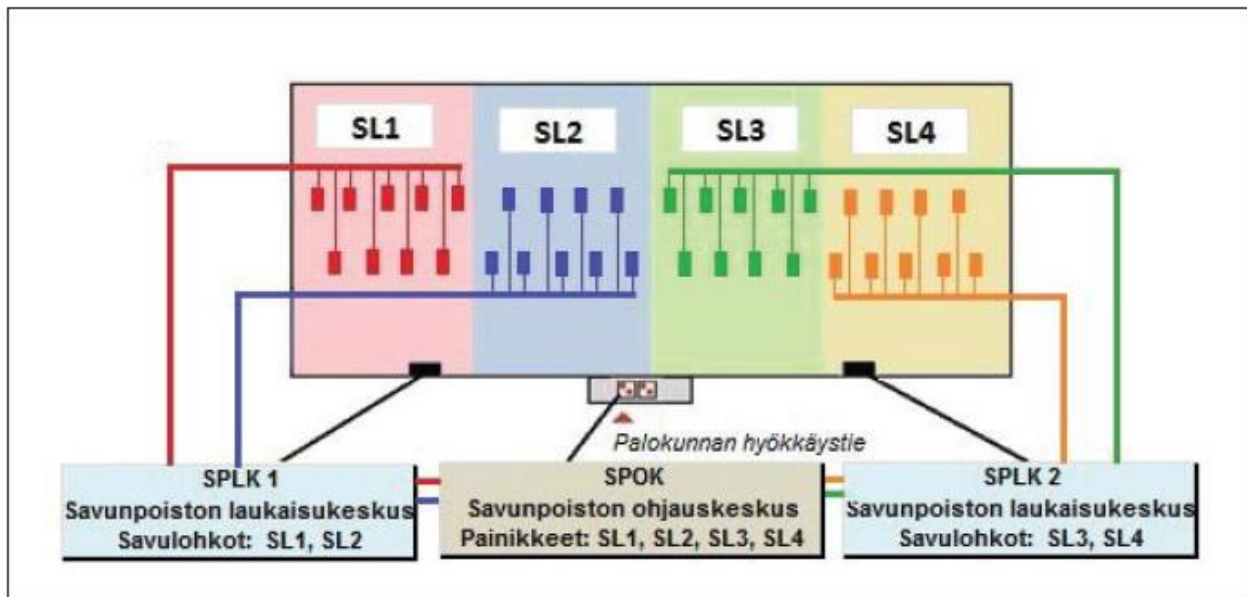 SL1
SL2
SL3
SL4
Palokunnan hyökkäystie
SPLK 1
Savunpoiston laukaisukeskus
Savulohkot: SL1, SL2
SPOK
Savunpoiston ohjauskeskus
Painikkeet: SL1, SL2, SL3, SL4
SPLK 2
Savunpoiston laukaisukeskus
Savulohkot: SL3, SL4